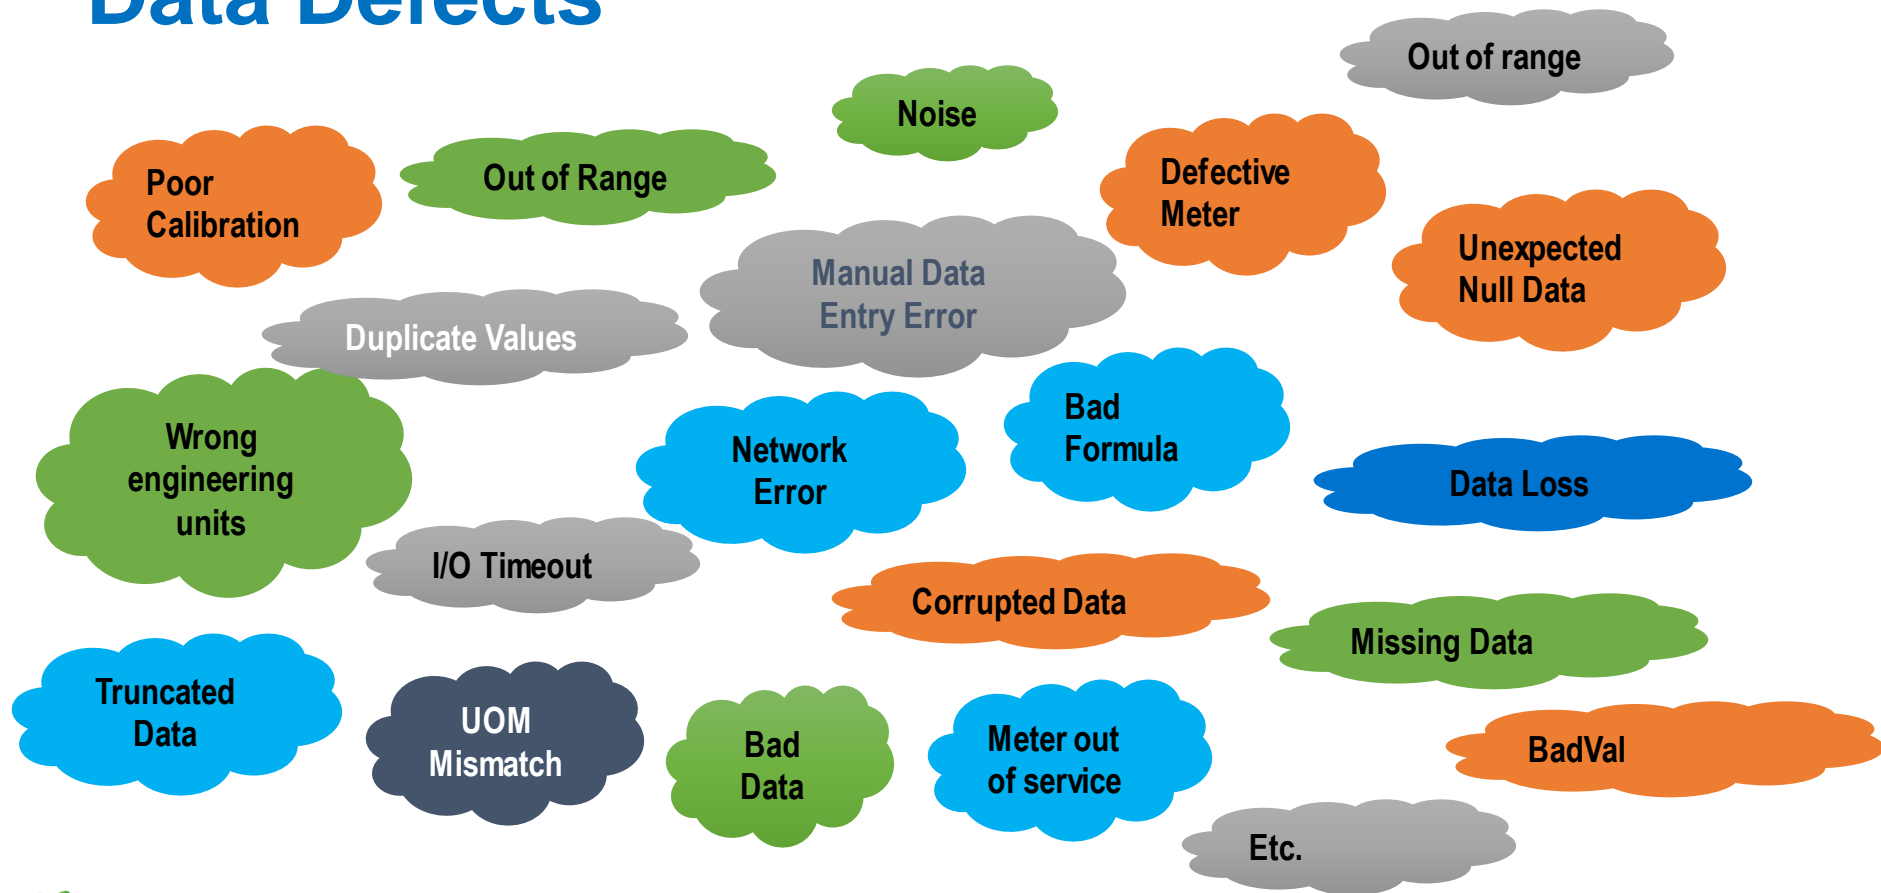 Data Defects
Out of range
Noise
Poor
Calibration
Out of Range
Defective
Meter
Unexpected
Null Data
Manual Data
Entry Error
Duplicate Values
Wrong
engineering
units
Network
Error
Bad
Formula
Data Loss
I/O Timeout
Corrupted Data
Missing Data
Truncated
Data
UOM
Mismatch
Bad
Data
Meter out
of service
BadVal
Etc.